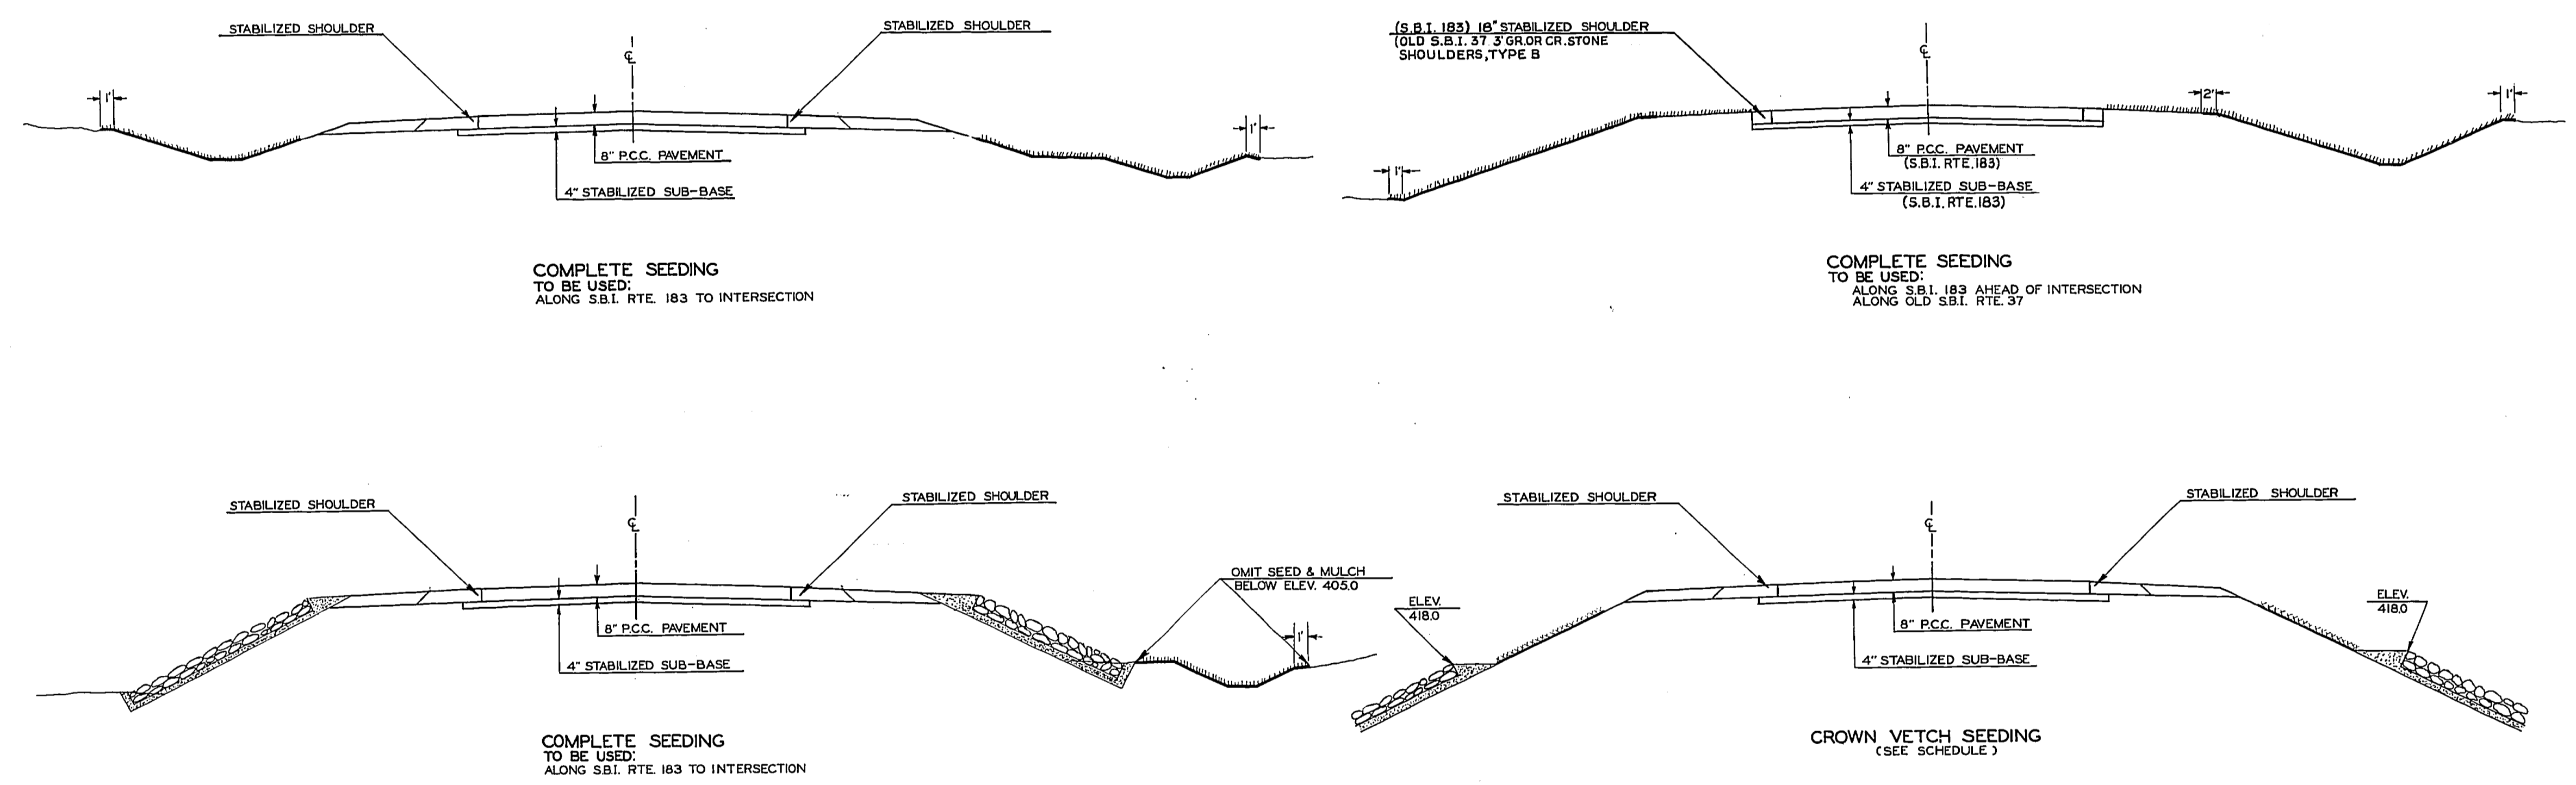 STABILIZED SHOULDER
STABILIZED SHOULDER
℄
1'
1'
8" P.C.C. PAVEMENT
4" STABILIZED SUB-BASE
COMPLETE SEEDING
TO BE USED:
ALONG S.B.I. RTE. 183 TO INTERSECTION
(S.B.I. 183) 18" STABILIZED SHOULDER
(OLD S.B.I. 37 3' GR. OR CR. STONE
SHOULDERS, TYPE B
℄
2'
1'
1'
8" P.C.C. PAVEMENT
(S.B.I. RTE. 183)
4" STABILIZED SUB-BASE
(S.B.I. RTE. 183)
COMPLETE SEEDING
TO BE USED:
ALONG S.B.I. 183 AHEAD OF INTERSECTION
ALONG OLD S.B.I. RTE. 37
STABILIZED SHOULDER
STABILIZED SHOULDER
℄
OMIT SEED & MULCH
BELOW ELEV. 405.0
1'
8" P.C.C. PAVEMENT
4" STABILIZED SUB-BASE
COMPLETE SEEDING
TO BE USED:
ALONG S.B.I. RTE. 183 TO INTERSECTION
STABILIZED SHOULDER
STABILIZED SHOULDER
℄
ELEV.
418.0
ELEV.
418.0
8" P.C.C. PAVEMENT
4" STABILIZED SUB-BASE
CROWN VETCH SEEDING
(SEE SCHEDULE)